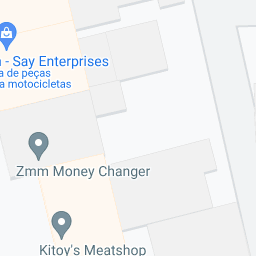 - Say Enterprises
a de peças
a motocicletas
Zmm Money Changer
Kitoy's Meatshop